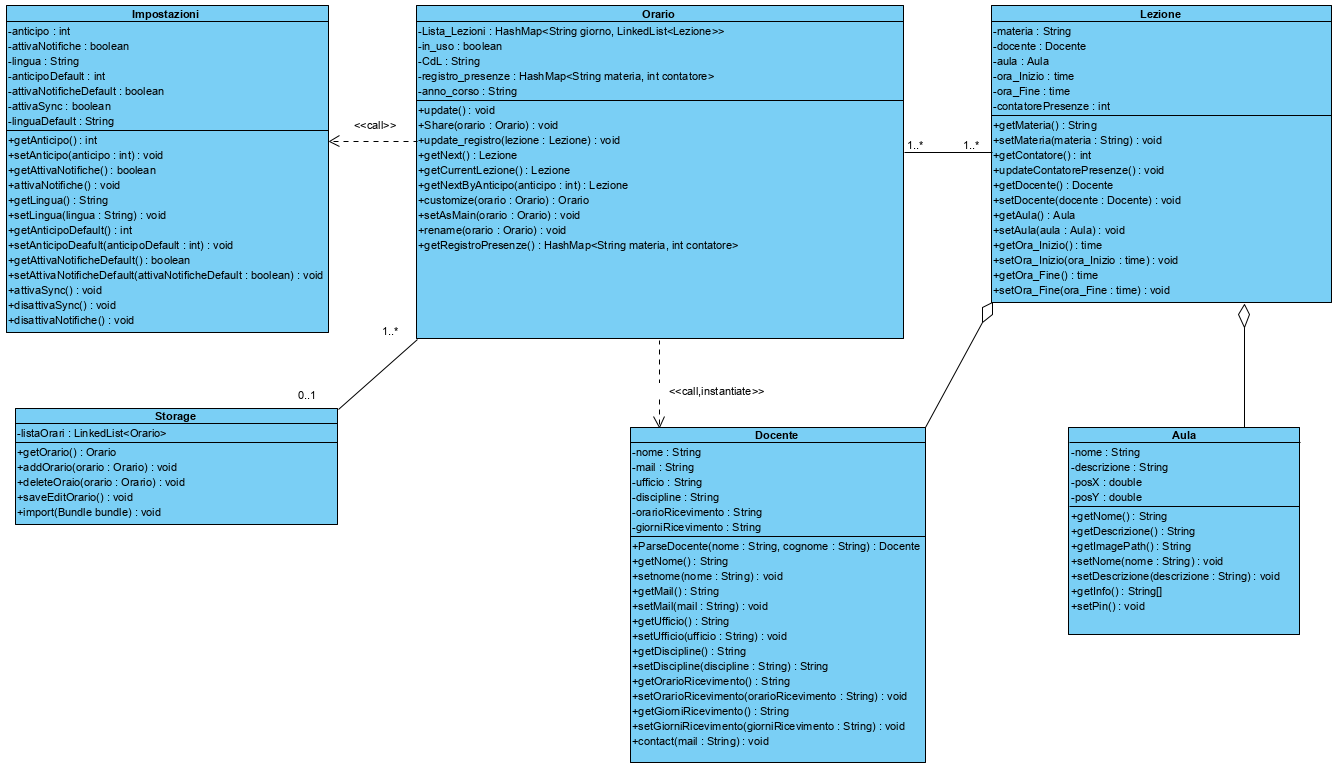 Impostazioni
-anticipo : int
-attivaNotifiche : boolean
-lingua : String
-anticipoDefault : int
-attivaNotificheDefault : boolean
-attivaSync : boolean
-linguaDefault : String
+getAnticipo() : int
+setAnticipo(anticipo : int) : void
+getAttivaNotifiche() : boolean
+attivaNotifiche() : void
+getLingua() : String
+setLingua(lingua : String) : void
+getAnticipoDefault() : int
+setAnticipoDeafult(anticipoDefault : int) : void
+getAttivaNotificheDefault() : boolean
+setAttivaNotificheDefault(attivaNotificheDefault : boolean) : void
+attivaSync() : void
+disattivaSync() : void
+disattivaNotifiche() : void
<<call>>
Orario
-Lista_Lezioni : HashMap<String giorno, LinkedList<Lezione>>
-in_uso : boolean
-CdL : String
-registro_presenze : HashMap<String materia, int contatore>
-anno_corso : String
+update() : void
+Share(orario : Orario) : void
+update_registro(lezione : Lezione) : void
+getNext() : Lezione
+getCurrentLezione() : Lezione
+getNextByAnticipo(anticipo : int) : Lezione
+customize(orario : Orario) : Orario
+setAsMain(orario : Orario) : void
+rename(orario : Orario) : void
+getRegistroPresenze() : HashMap<String materia, int contatore>
1..*
1..*
Lezione
-materia : String
-docente : Docente
-aula : Aula
-ora_Inizio : time
-ora_Fine : time
-contatorePresenze : int
+getMateria() : String
+setMateria(materia : String) : void
+getContatore() : int
+updateContatorePresenze() : void
+getDocente() : Docente
+setDocente(docente : Docente) : void
+getAula() : Aula
+setAula(aula : Aula) : void
+getOra_Inizio() : time
+setOra_Inizio(ora_Inizio : time) : void
+getOra_Fine() : time
+setOra_Fine(ora_Fine : time) : void
1..*
0..1
<<call,instantiate>>
Storage
-listaOrari : LinkedList<Orario>
+getOrario() : Orario
+addOrario(orario : Orario) : void
+deleteOraio(orario : Orario) : void
+saveEditOrario() : void
+import(Bundle bundle) : void
Docente
-nome : String
-mail : String
-ufficio : String
-discipline : String
-orarioRicevimento : String
-giorniRicevimento : String
+ParseDocente(nome : String, cognome : String) : Docente
+getNome() : String
+setnome(nome : String) : void
+getMail() : String
+setMail(mail : String) : void
+getUfficio() : String
+setUfficio(ufficio : String) : void
+getDiscipline() : String
+setDiscipline(discipline : String) : String
+getOrarioRicevimento() : String
+setOrarioRicevimento(orarioRicevimento : String) : void
+getGiorniRicevimento() : String
+setGiorniRicevimento(giorniRicevimento : String) : void
+contact(mail : String) : void
Aula
-nome : String
-descrizione : String
-posX : double
-posY : double
+getNome() : String
+getDescrizione() : String
+getImagePath() : String
+setNome(nome : String) : void
+setDescrizione(descrizione : String) : void
+getInfo() : String[]
+setPin() : void